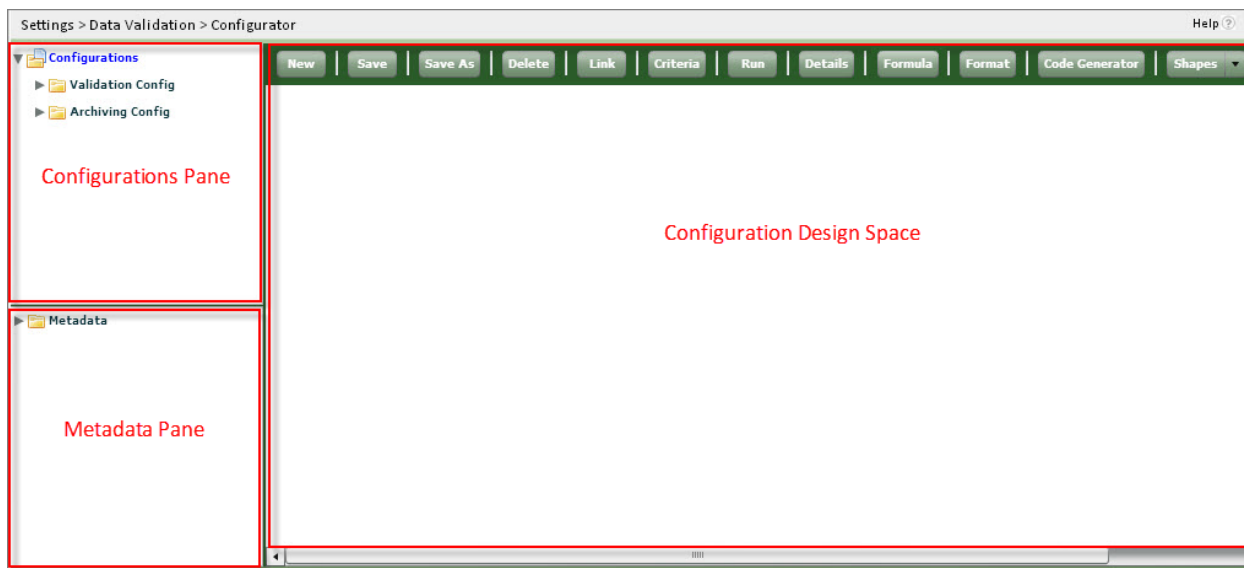 Settings > Data Validation > Configurator
Help ?
Configurations
Validation Config
Archiving Config
Configurations Pane
New Save Save As Delete Link Criteria Run Details Formula Format Code Generator Shapes
Configuration Design Space
Metadata
Metadata Pane